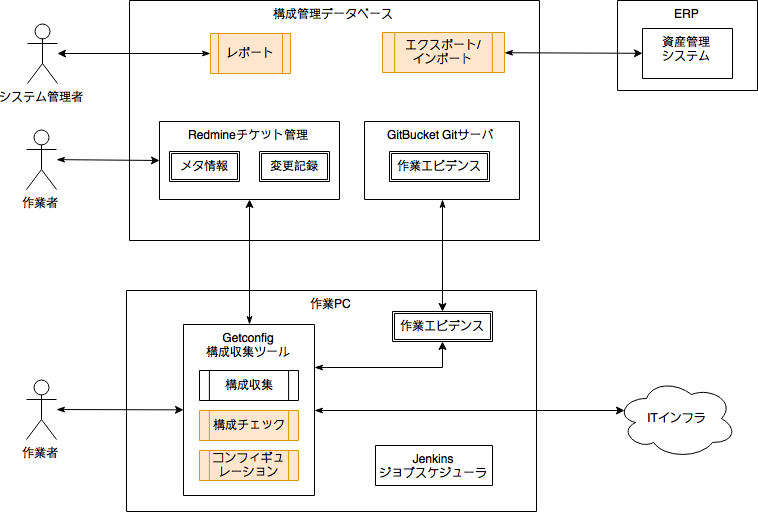 構成管理データベース
ERP
システム管理者
レポート
エクスポート/
インポート
資産管理
システム
作業者
Redmineチケット管理
メタ情報
変更記録
GitBucket Gitサーバ
作業エビデンス
作業PC
作業エビデンス
Getconfig
構成収集ツール
構成収集
構成チェック
コンフィギュ
レーション
作業者
Jenkins
ジョブスケジューラ
ITインフラ